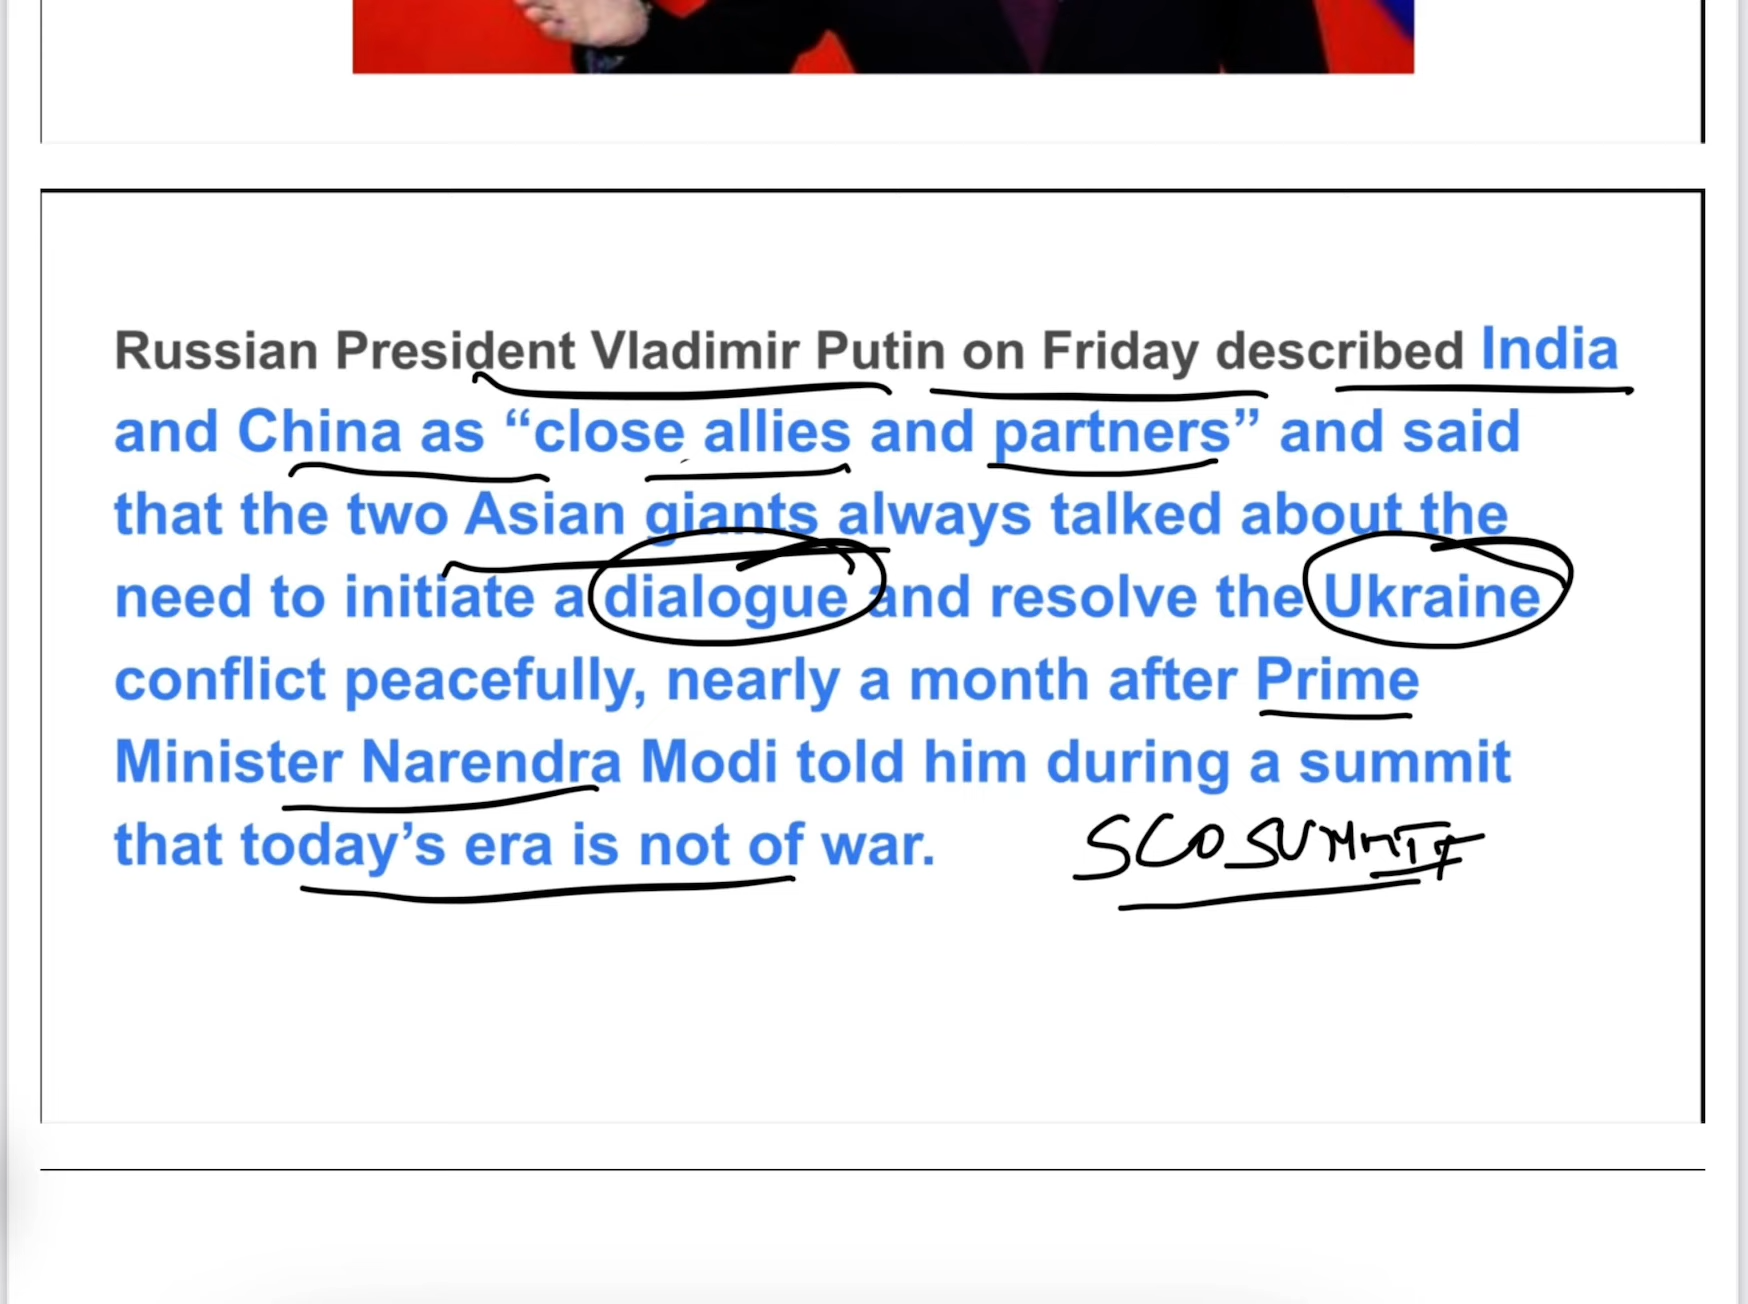 Russian President Vladimir Putin on Friday described India
and China as “close allies and partners” and said
that the two Asian giants always talked about the
need to initiate a dialogue and resolve the Ukraine
conflict peacefully, nearly a month after Prime
Minister Narendra Modi told him during a summit
that today’s era is not of war. SCO SUMMIT